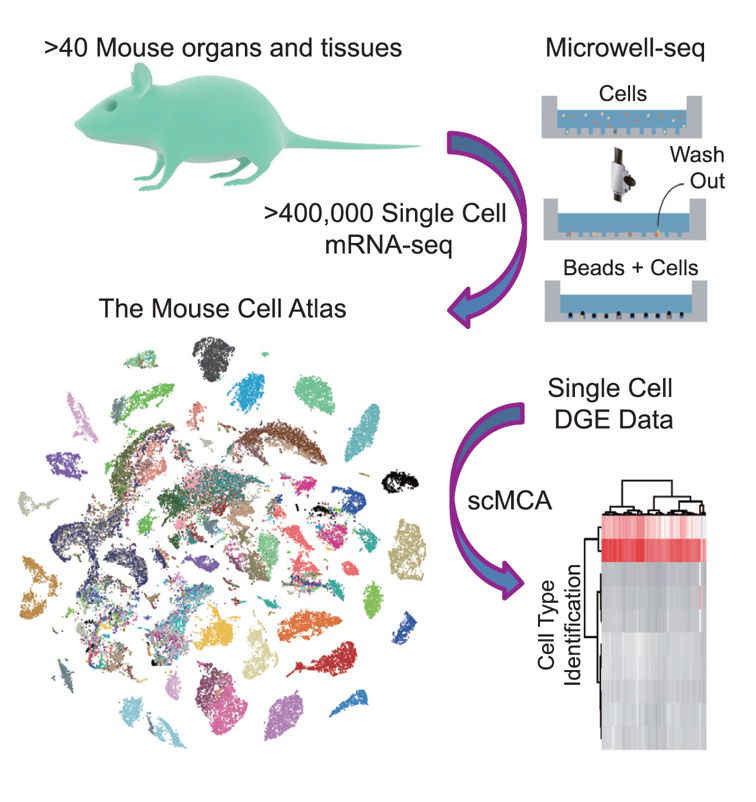 >40 Mouse organs and tissues
Microwell-seq
Cells
Wash
Out
>400,000 Single Cell
mRNA-seq
Beads + Cells
The Mouse Cell Atlas
Single Cell
DGE Data
scMCA
Cell Type
Identification